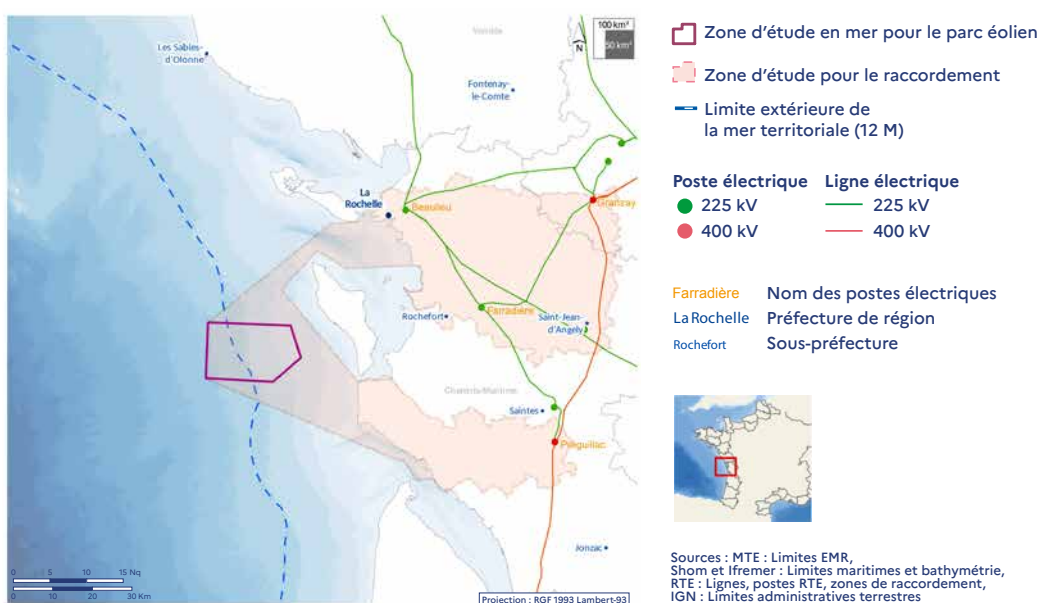 Les Sables-
d'Olonne
Vendée
Fontenay-
le-Comte
100 km²
50 km²
N
La
Rochelle
Beaulieu
Granzay
Rochefort
Farradière
Saint-Jean-
d'Angely
Charente-Maritime
Saintes
Préguillac
Jonzac
0 5 10 15 Nq
0 10 20 30 Km
Projection : RGF 1993 Lambert-93
Zone d'étude en mer pour le parc éolien
Zone d'étude pour le raccordement
Limite extérieure de
la mer territoriale (12 M)
Poste électrique Ligne électrique
225 kV 225 kV
400 kV 400 kV
Farradière Nom des postes électriques
La Rochelle Préfecture de région
Rochefort Sous-préfecture
Sources : MTE : Limites EMR,
Shom et Ifremer : Limites maritimes et bathymétrie,
RTE : Lignes, postes RTE, zones de raccordement,
IGN : Limites administratives terrestres